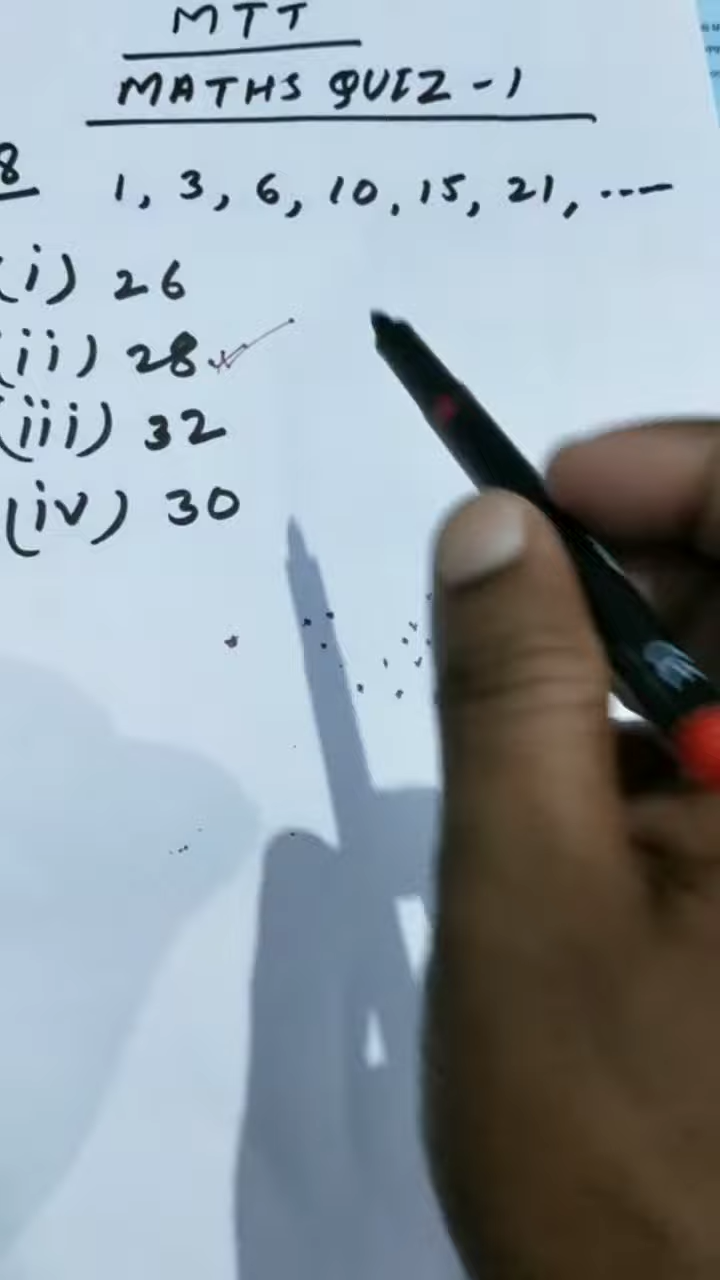 MTT
MATHS QUIZ - 1
8 1, 3, 6, 10, 15, 21, ----
(i) 26
(ii) 28 ✓
(iii) 32
(iv) 30